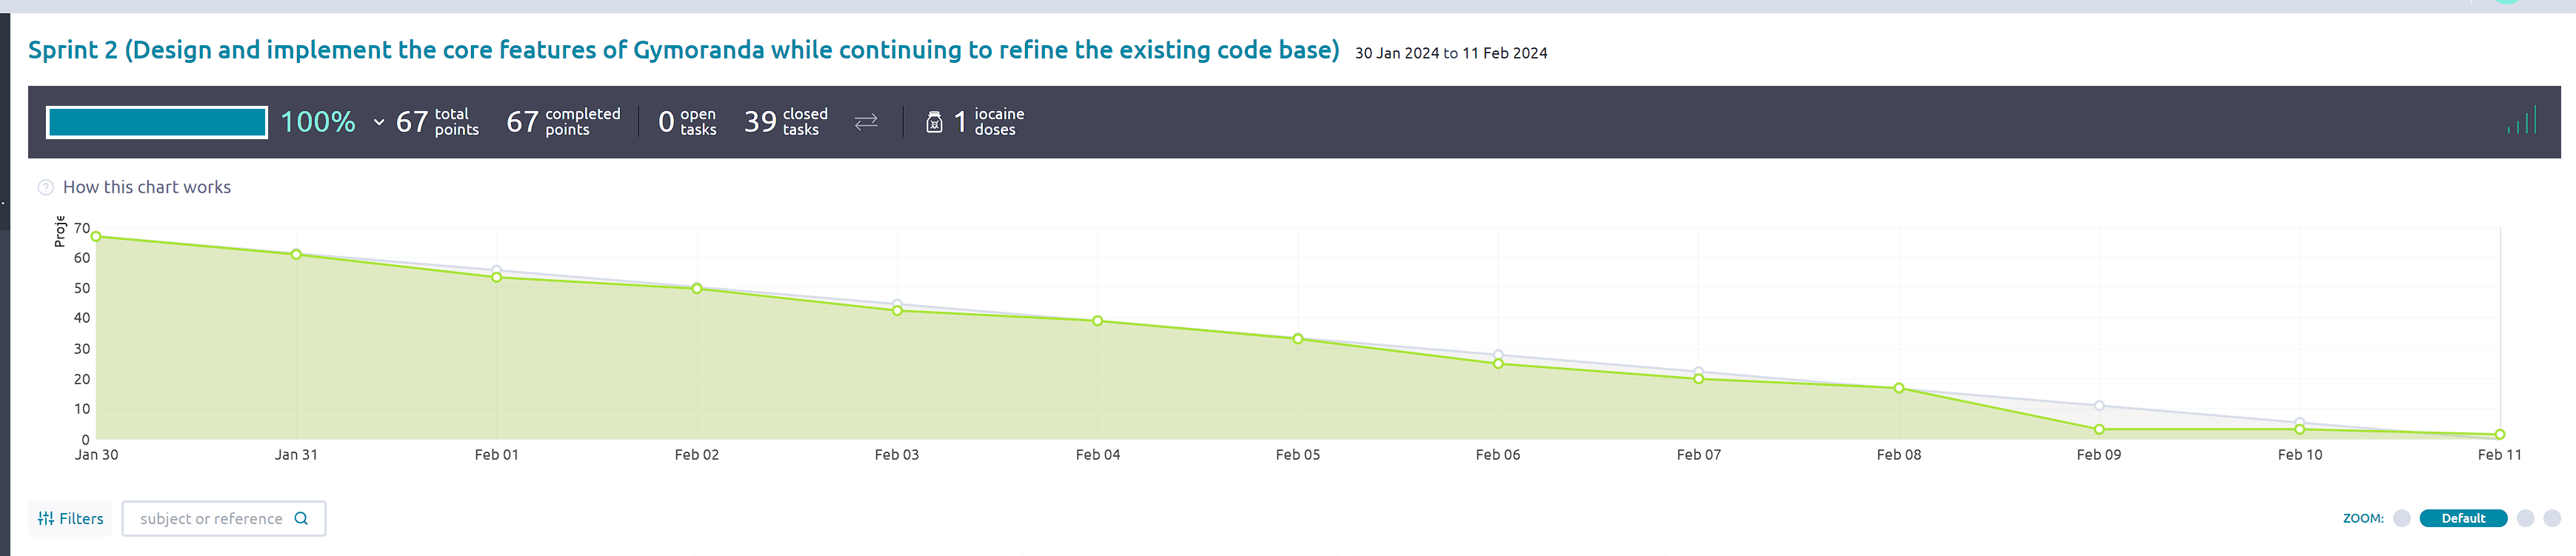 Sprint 2 (Design and implement the core features of Gymoranda while continuing to refine the existing code base) 30 Jan 2024 to 11 Feb 2024
100% 67 total points 67 completed points 0 open tasks 39 closed tasks 1 iocaine doses
How this chart works
Proje
70
60
50
40
30
20
10
0
Jan 30 Jan 31 Feb 01 Feb 02 Feb 03 Feb 04 Feb 05 Feb 06 Feb 07 Feb 08 Feb 09 Feb 10 Feb 11
Filters subject or reference ZOOM: Default